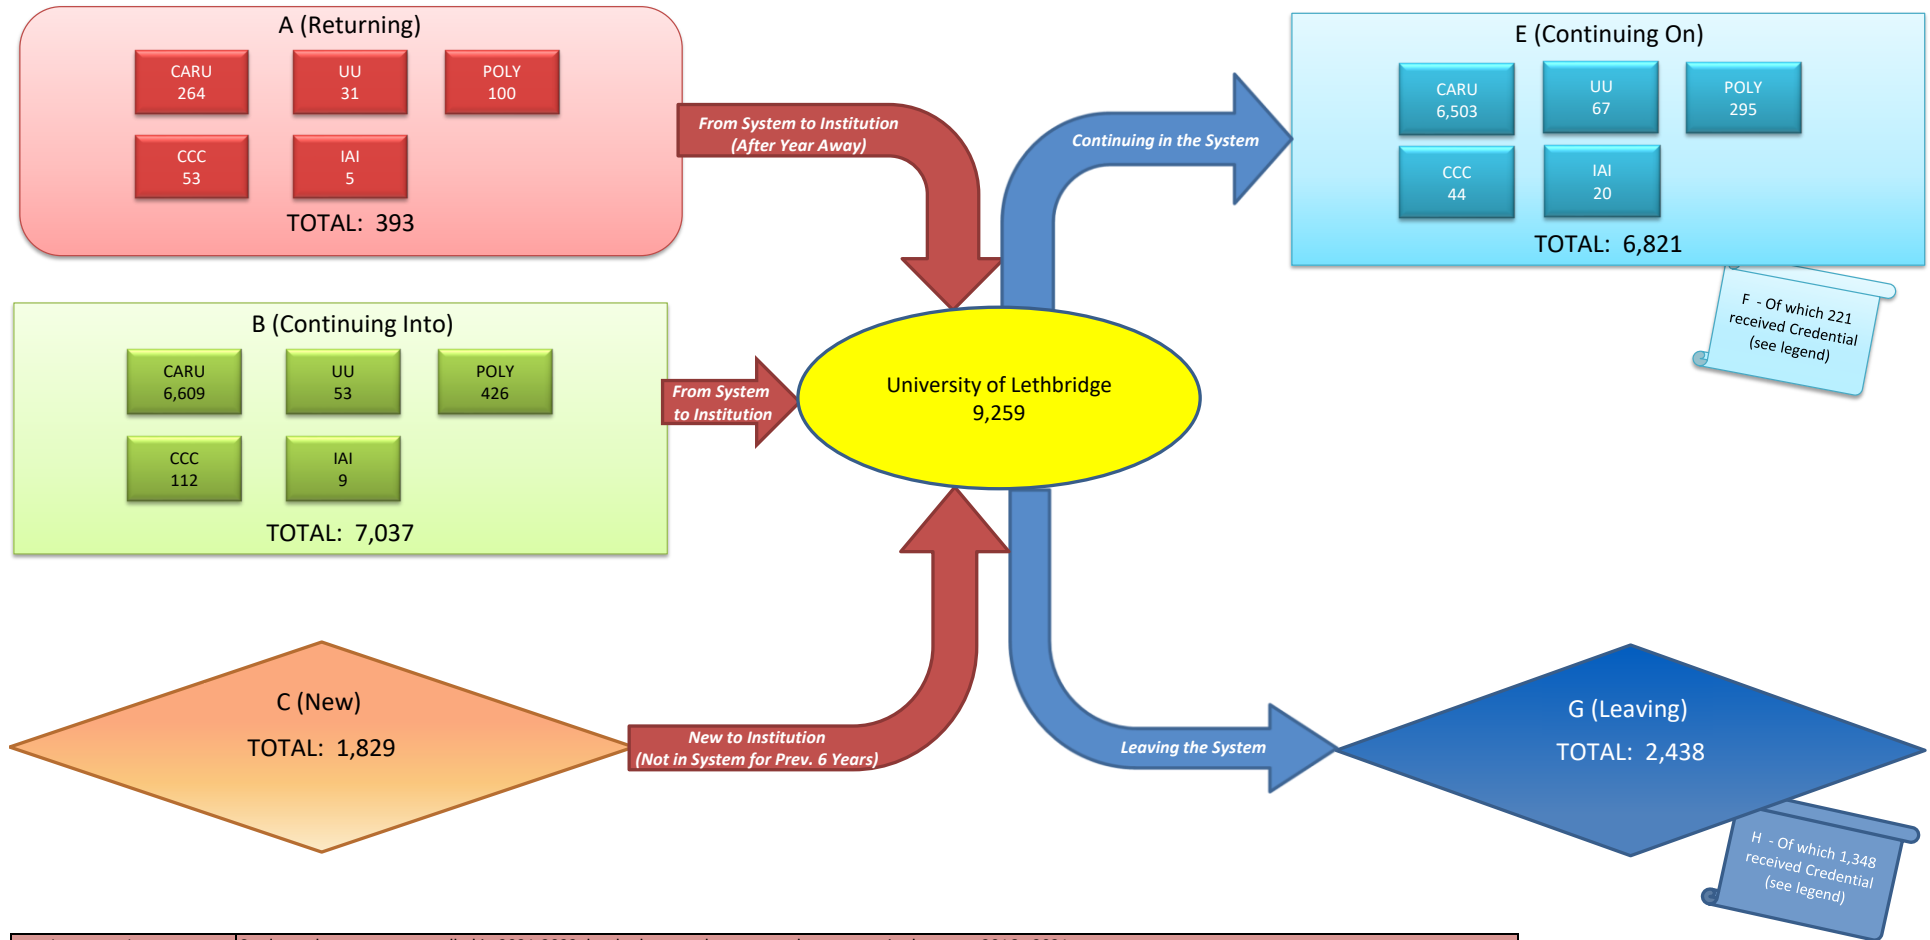 A (Returning)
CARU
264
UU
31
POLY
100
CCC
53
IAI
5
TOTAL: 393
From System to Institution
(After Year Away)
B (Continuing Into)
CARU
6,609
UU
53
POLY
426
CCC
112
IAI
9
TOTAL: 7,037
From System
to Institution
C (New)
TOTAL: 1,829
New to Institution
(Not in System for Prev. 6 Years)
University of Lethbridge
9,259
Continuing in the System
E (Continuing On)
CARU
6,503
UU
67
POLY
295
CCC
44
IAI
20
TOTAL: 6,821
F - Of which 221
received Credential
(see legend)
Leaving the System
G (Leaving)
TOTAL: 2,438
H - Of which 1,348
received Credential
(see legend)